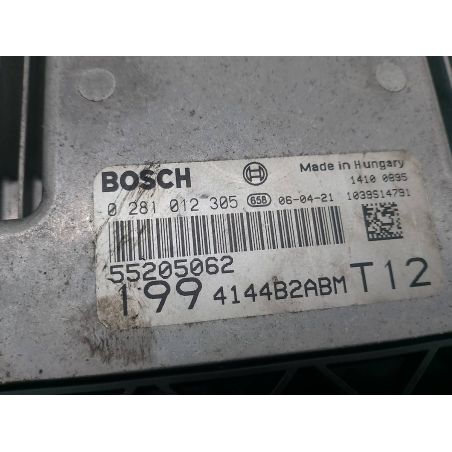 BOSCH Made in Hungary
1410 0895
0 281 012 305 658 06-04-21 1039S14791
55205062
199 4144B2ABM T12